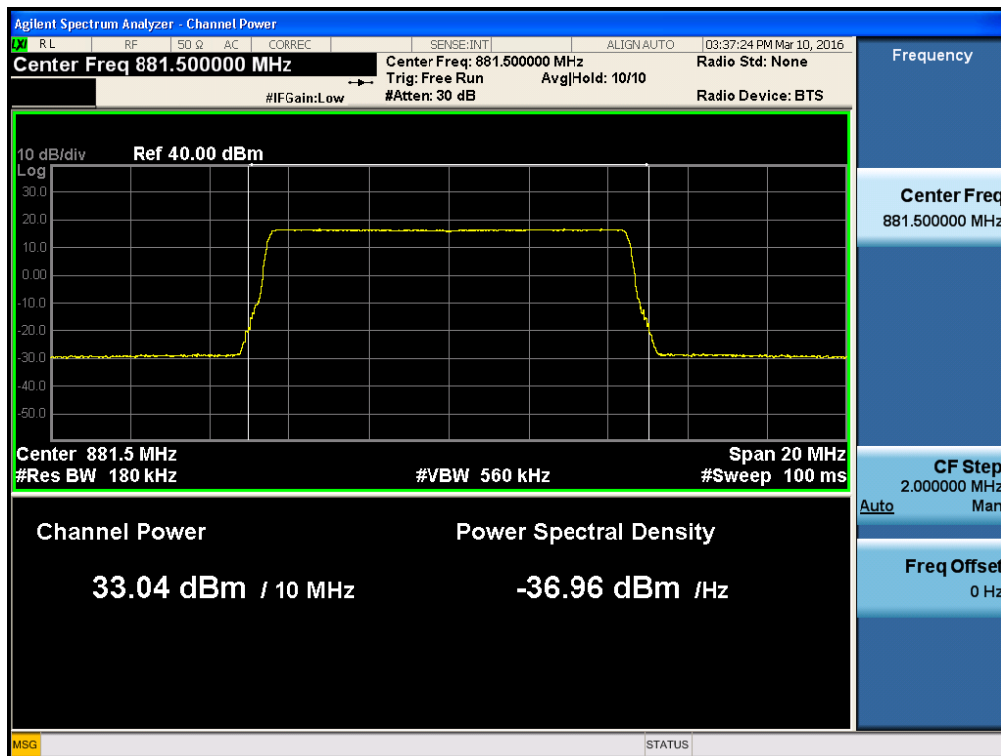 Agilent Spectrum Analyzer - Channel Power
LXI RL RF 50 Ω AC CORREC SENSE:INT ALIGN AUTO 03:37:24 PM Mar 10, 2016
Center Freq 881.500000 MHz
Center Freq: 881.500000 MHz
Radio Std: None
Trig: Free Run Avg|Hold: 10/10
#IFGain:Low #Atten: 30 dB Radio Device: BTS
10 dB/div Ref 40.00 dBm
Log
30.0
20.0
10.0
0.00
-10.0
-20.0
-30.0
-40.0
-50.0
Center 881.5 MHz Span 20 MHz
#Res BW 180 kHz #VBW 560 kHz #Sweep 100 ms
Channel Power Power Spectral Density
33.04 dBm / 10 MHz -36.96 dBm /Hz
Frequency
Center Freq
881.500000 MHz
CF Step
2.000000 MHz
Auto Man
Freq Offset
0 Hz
MSG STATUS